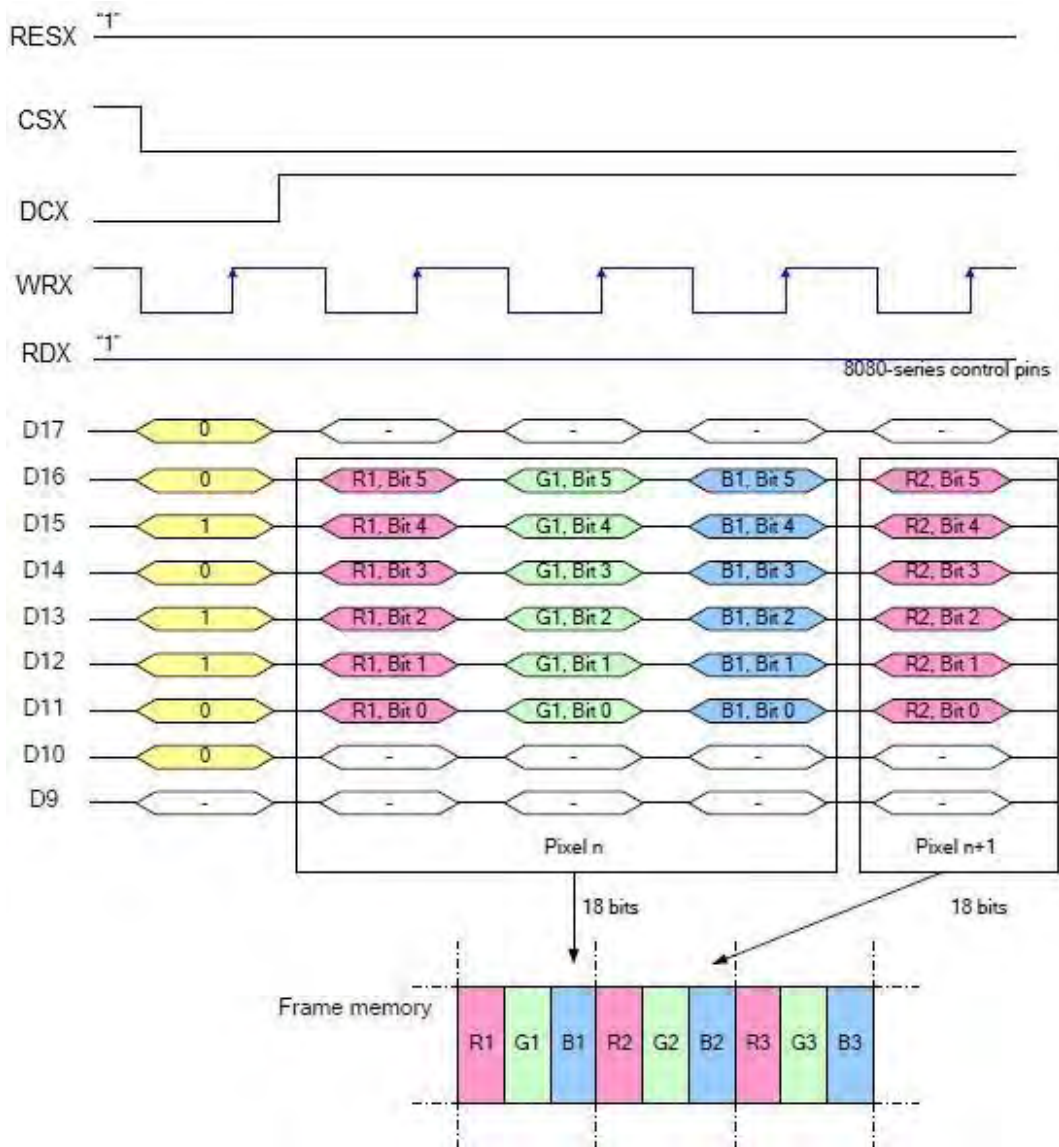 RESX "1"
CSX
DCX
WRX
RDX "1"
8080-series control pins
D17 0 - - - -
D16 0 R1, Bit 5 G1, Bit 5 B1, Bit 5 R2, Bit 5
D15 1 R1, Bit 4 G1, Bit 4 B1, Bit 4 R2, Bit 4
D14 0 R1, Bit 3 G1, Bit 3 B1, Bit 3 R2, Bit 3
D13 1 R1, Bit 2 G1, Bit 2 B1, Bit 2 R2, Bit 2
D12 1 R1, Bit 1 G1, Bit 1 B1, Bit 1 R2, Bit 1
D11 0 R1, Bit 0 G1, Bit 0 B1, Bit 0 R2, Bit 0
D10 0 - - - -
D9 - - - - -
Pixel n Pixel n+1
18 bits 18 bits
Frame memory
R1 G1 B1 R2 G2 B2 R3 G3 B3